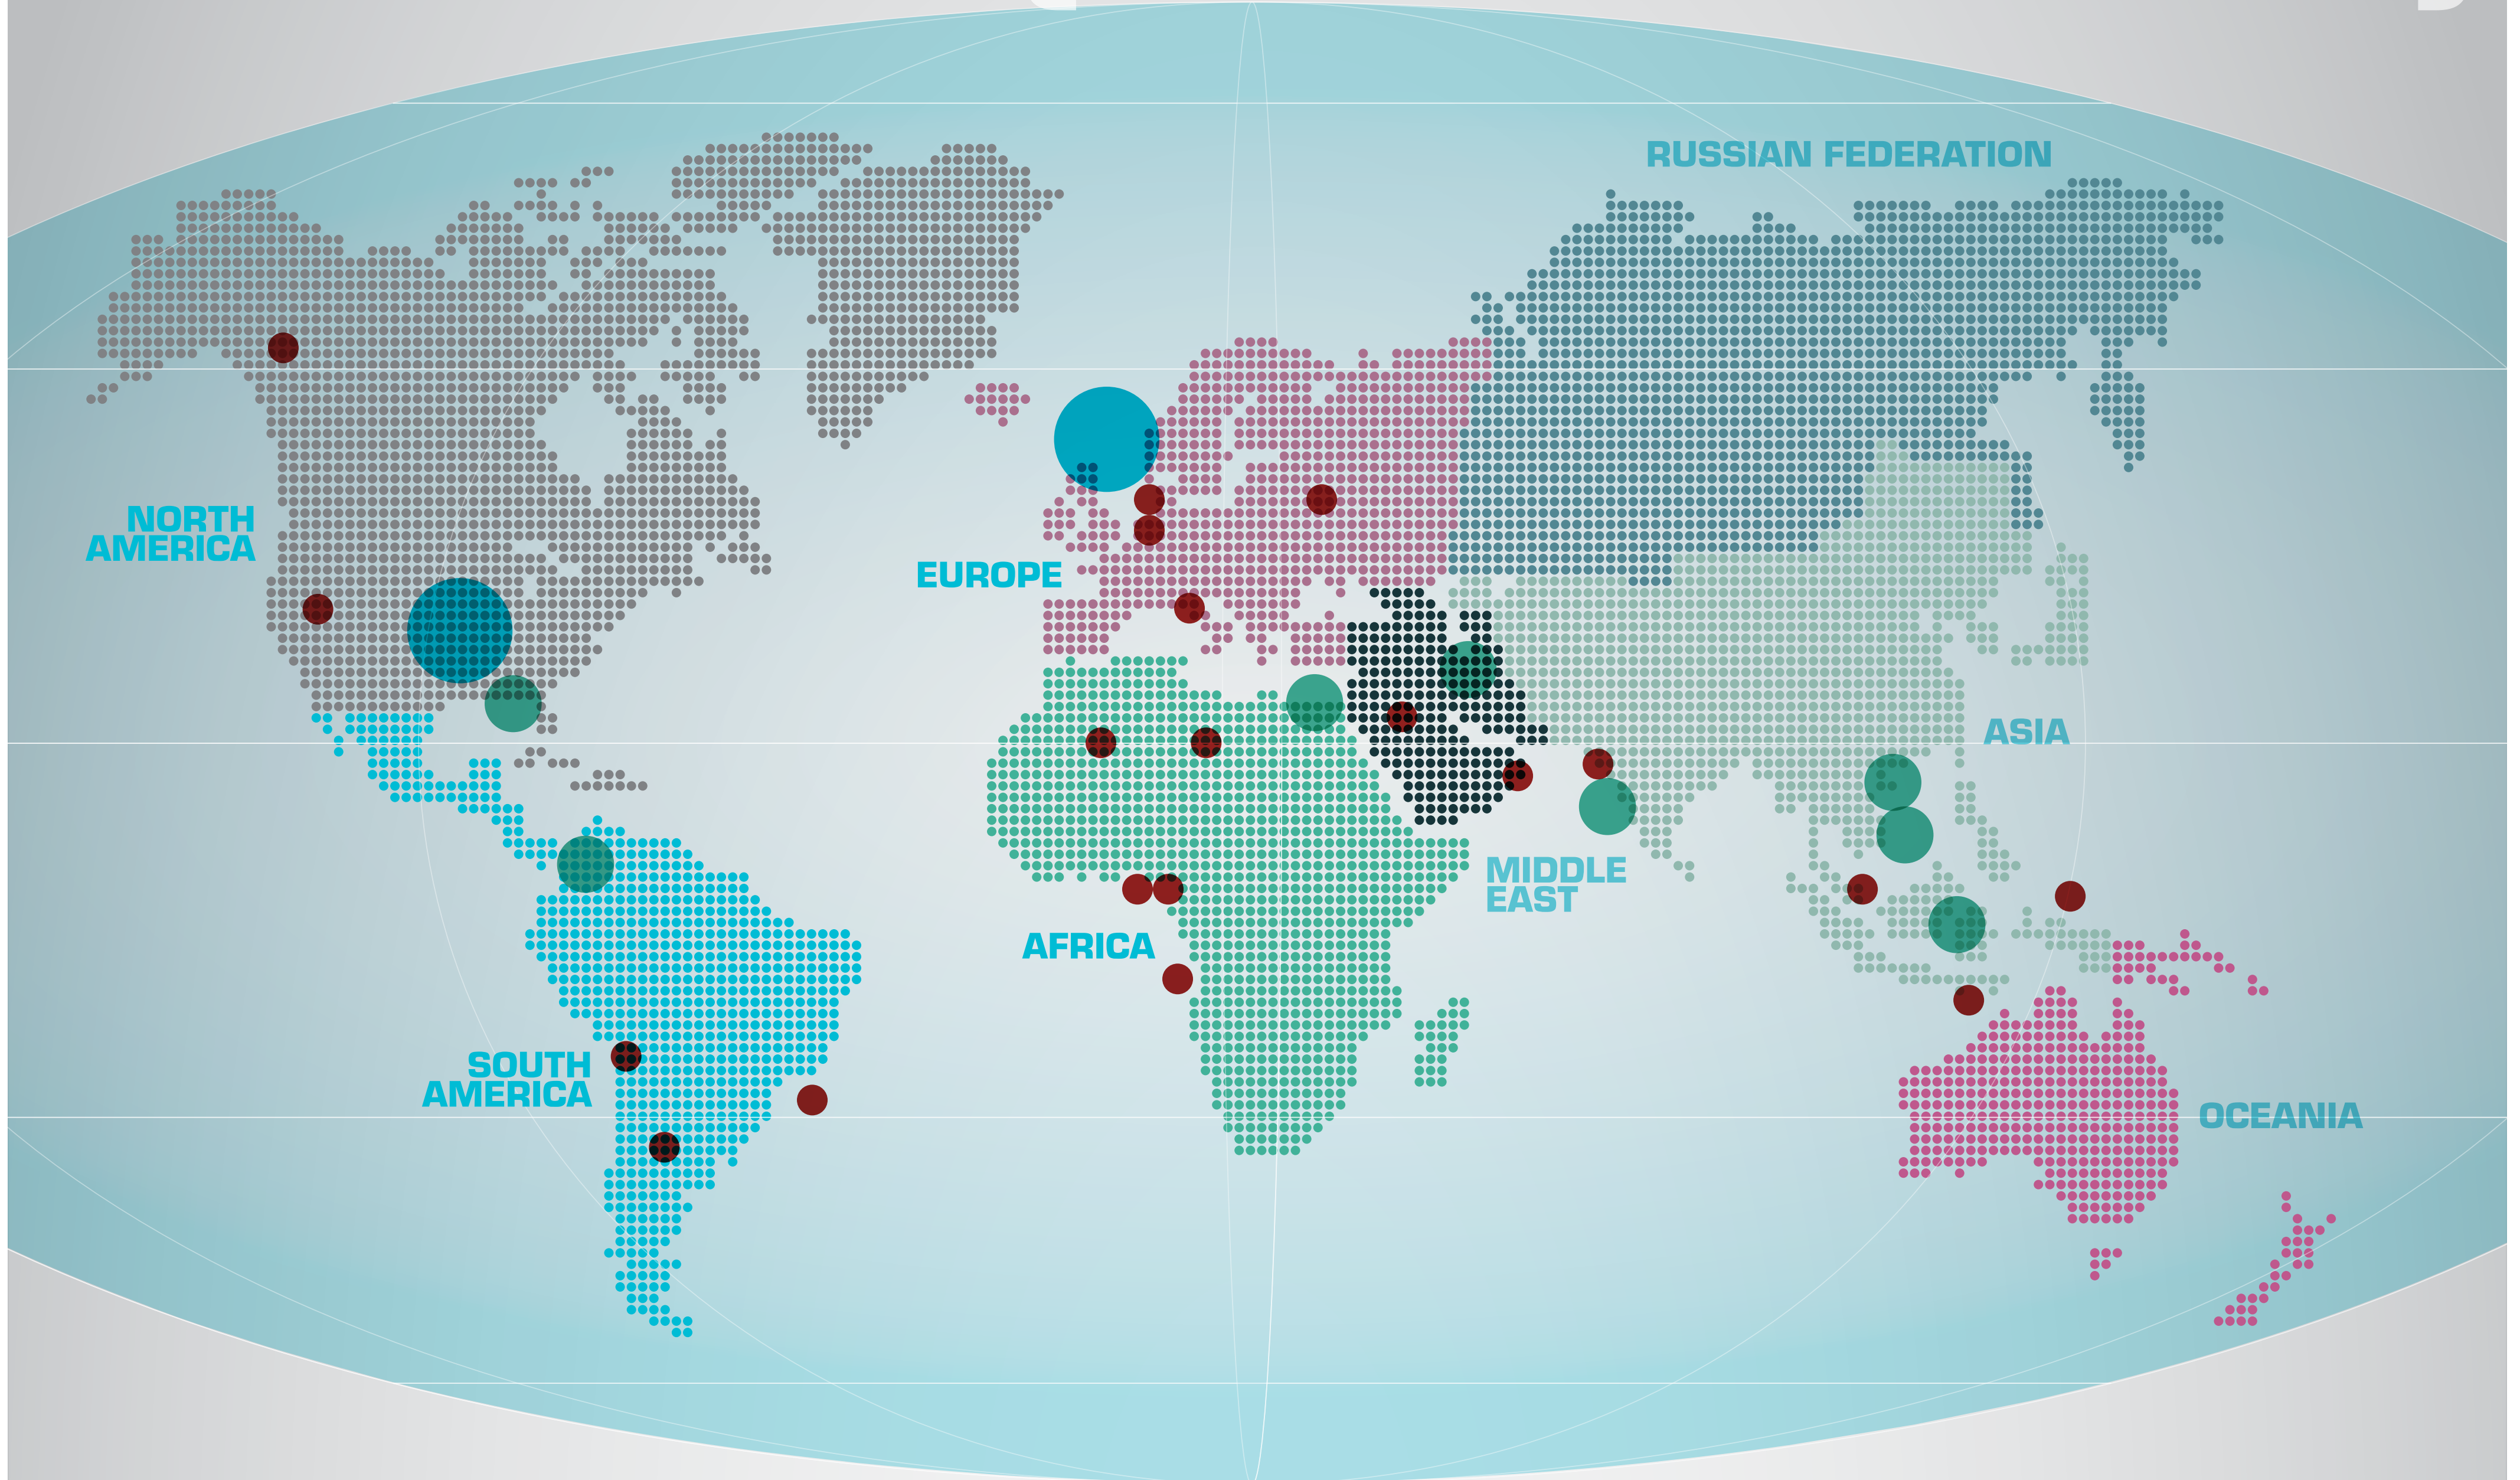 RUSSIAN FEDERATION
NORTH
AMERICA
EUROPE
ASIA
MIDDLE
EAST
AFRICA
SOUTH
AMERICA
OCEANIA